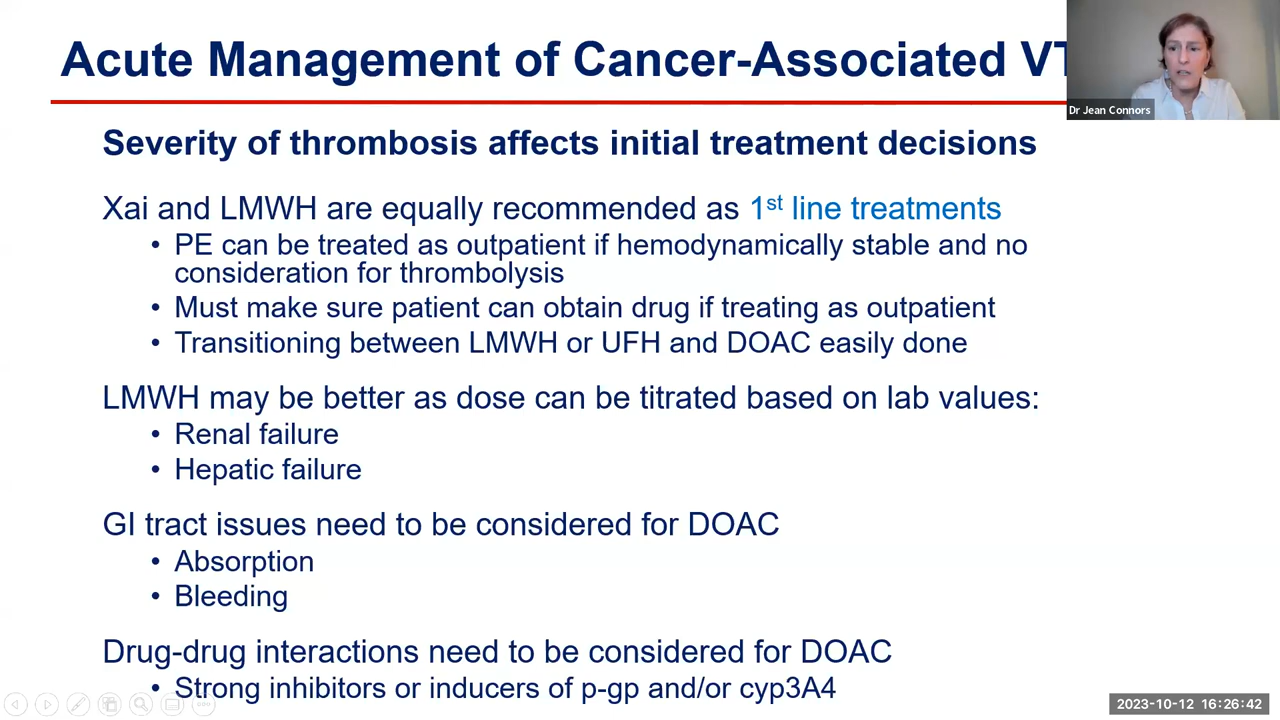 Acute Management of Cancer-Associated VT
Dr Jean Connors
Severity of thrombosis affects initial treatment decisions
Xai and LMWH are equally recommended as 1st line treatments
• PE can be treated as outpatient if hemodynamically stable and no
consideration for thrombolysis
• Must make sure patient can obtain drug if treating as outpatient
• Transitioning between LMWH or UFH and DOAC easily done
LMWH may be better as dose can be titrated based on lab values:
• Renal failure
• Hepatic failure
GI tract issues need to be considered for DOAC
• Absorption
• Bleeding
Drug-drug interactions need to be considered for DOAC
• Strong inhibitors or inducers of p-gp and/or cyp3A4
2023-10-12 16:26:42